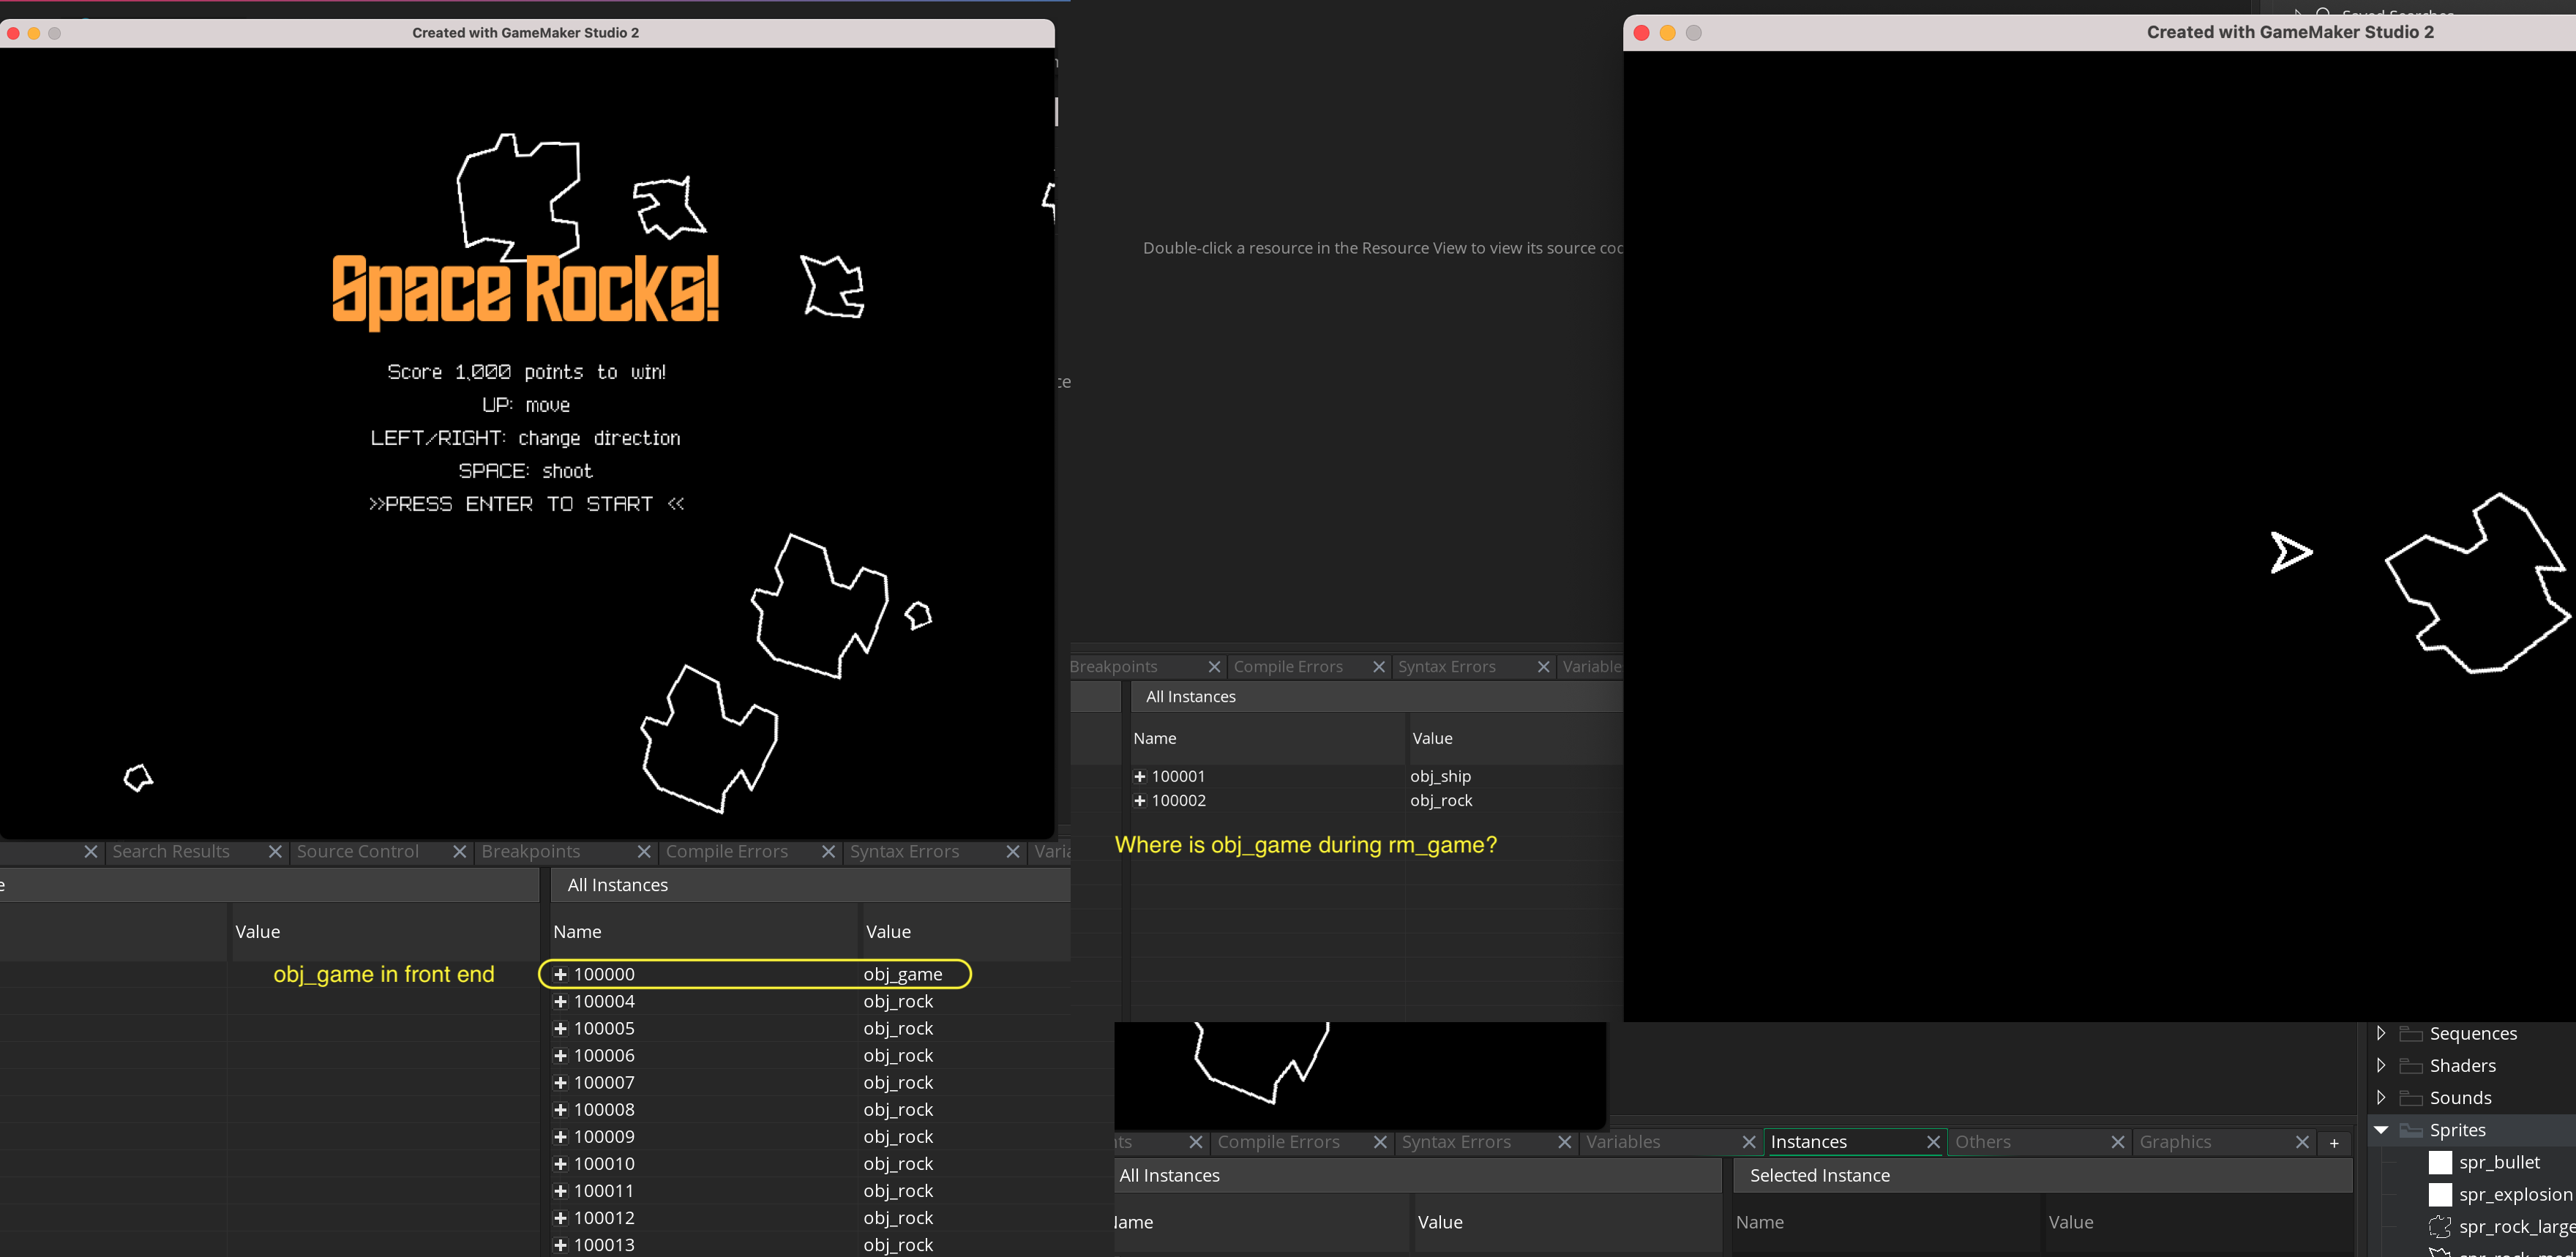 Created with GameMaker Studio 2
Space Rocks!
Score 1,000 points to win!
UP: move
LEFT/RIGHT: change direction
SPACE: shoot
>>PRESS ENTER TO START <<
Search Results
Source Control
Breakpoints
Compile Errors
Syntax Errors
All Instances
Value
Name
Value
obj_game in front end
100000 obj_game
100004 obj_rock
100005 obj_rock
100006 obj_rock
100007 obj_rock
100008 obj_rock
100009 obj_rock
100010 obj_rock
100011 obj_rock
100012 obj_rock
100013 obj_rock
Double-click a resource in the Resource View to view its source
Breakpoints
Compile Errors
Syntax Errors
Variable
All Instances
Name
Value
100001 obj_ship
100002 obj_rock
Where is obj_game during rm_game?
Compile Errors
Syntax Errors
Variables
Instances
Others
Graphics
+
All Instances
Selected Instance
Value
Name
Value
Created with GameMaker Studio 2
Sequences
Shaders
Sounds
Sprites
spr_bullet
spr_explosion
spr_rock_large